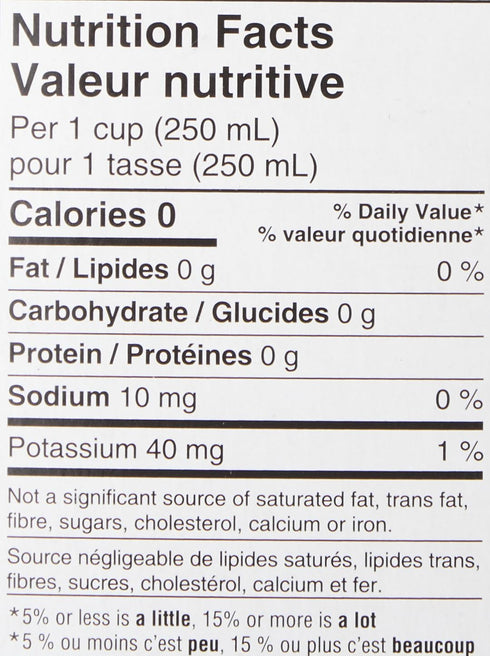 Nutrition Facts
Valeur nutritive
Per 1 cup (250 mL)
pour 1 tasse (250 mL)
Calories 0
% Daily Value*
% valeur quotidienne*
Fat / Lipides 0 g 0 %
Carbohydrate / Glucides 0 g
Protein / Protéines 0 g
Sodium 10 mg 0 %
Potassium 40 mg 1 %
Not a significant source of saturated fat, trans fat,
fibre, sugars, cholesterol, calcium or iron.
Source négligeable de lipides saturés, lipides trans,
fibres, sucres, cholestérol, calcium et fer.
*5% or less is a little, 15% or more is a lot
*5 % ou moins c'est peu, 15 % ou plus c'est beaucoup